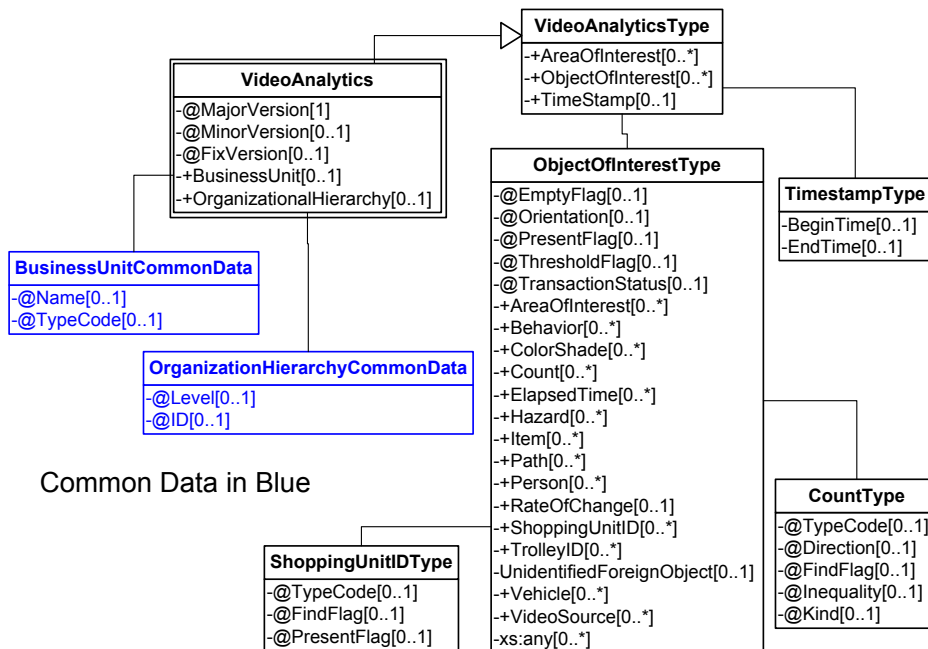 VideoAnalyticsType
-+AreaOfInterest[0..*]
-+ObjectOfInterest[0..*]
-+TimeStamp[0..1]
VideoAnalytics
-@MajorVersion[1]
-@MinorVersion[0..1]
-@FixVersion[0..1]
-+BusinessUnit[0..1]
-+OrganizationalHierarchy[0..1]
ObjectOfInterestType
-@EmptyFlag[0..1]
-@Orientation[0..1]
-@PresentFlag[0..1]
-@ThresholdFlag[0..1]
-@TransactionStatus[0..1]
-+AreaOfInterest[0..*]
-+Behavior[0..*]
-+ColorShade[0..*]
-+Count[0..*]
-+ElapsedTime[0..*]
-+Hazard[0..*]
-+Item[0..*]
-+Path[0..*]
-+Person[0..*]
-+RateOfChange[0..1]
-+ShoppingUnitID[0..*]
-+TrolleyID[0..*]
-UnidentifiedForeignObject[0..1]
-+Vehicle[0..*]
-+VideoSource[0..*]
-xs:any[0..*]
TimestampType
-BeginTime[0..1]
-EndTime[0..1]
BusinessUnitCommonData
-@Name[0..1]
-@TypeCode[0..1]
OrganizationHierarchyCommonData
-@Level[0..1]
-@ID[0..1]
Common Data in Blue
CountType
-@TypeCode[0..1]
-@Direction[0..1]
-@FindFlag[0..1]
-@Inequality[0..1]
-@Kind[0..1]
ShoppingUnitIDType
-@TypeCode[0..1]
-@FindFlag[0..1]
-@PresentFlag[0..1]